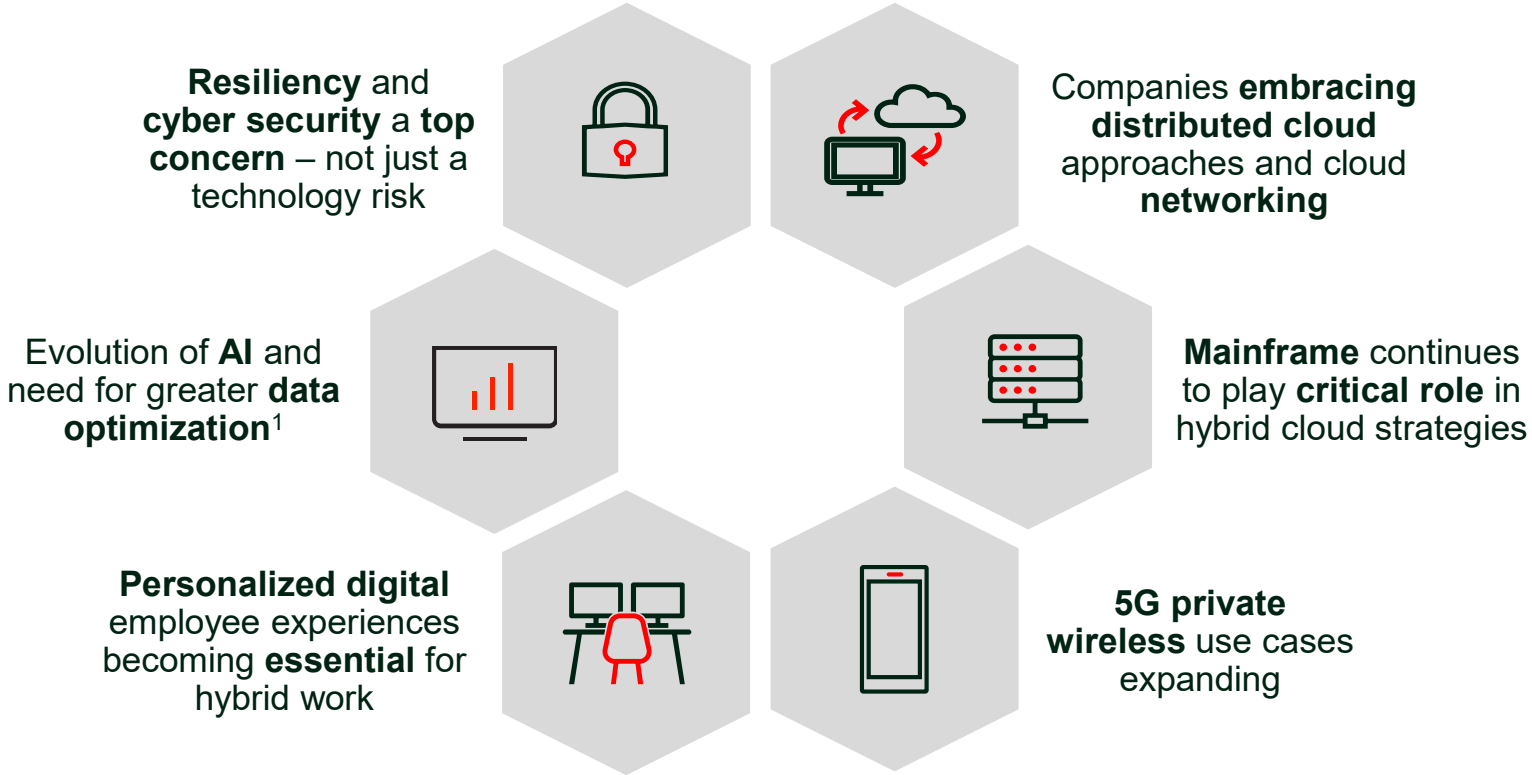 Resiliency and
cyber security a top
concern – not just a
technology risk
Companies embracing
distributed cloud
approaches and cloud
networking
Evolution of AI and
need for greater data
optimization¹
Mainframe continues
to play critical role in
hybrid cloud strategies
Personalized digital
employee experiences
becoming essential for
hybrid work
5G private
wireless use cases
expanding